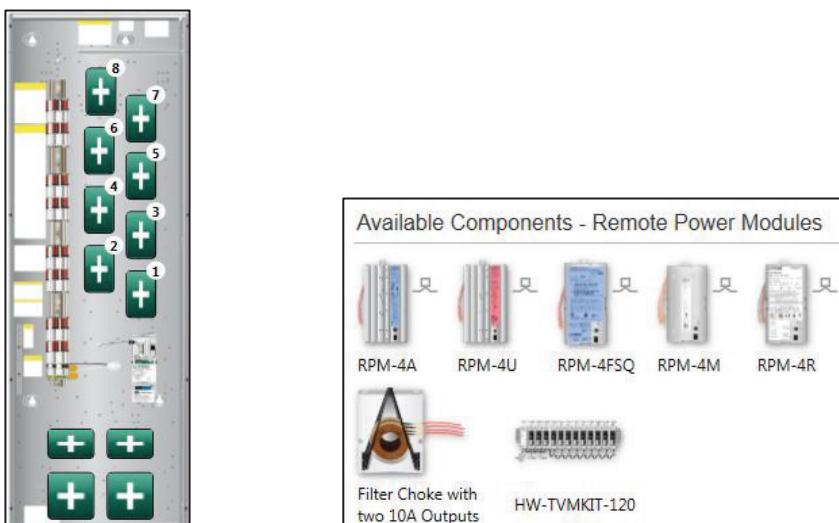 8
7
6
5
4
3
2
1
Available Components - Remote Power Modules
RPM-4A
RPM-4U
RPM-4FSQ
RPM-4M
RPM-4R
Filter Choke with
two 10A Outputs
HW-TVMKIT-120